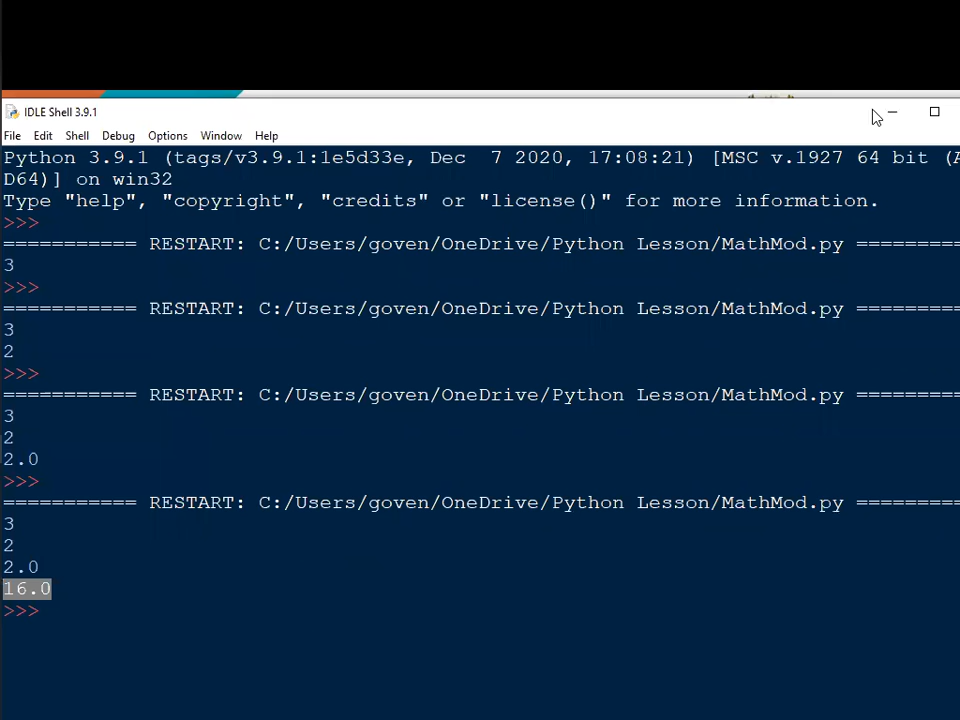 IDLE Shell 3.9.1
File Edit Shell Debug Options Window Help
Python 3.9.1 (tags/v3.9.1:1e5d33e, Dec  7 2020, 17:08:21) [MSC v.1927 64 bit (
D64)] on win32
Type "help", "copyright", "credits" or "license()" for more information.
>>>
=========== RESTART: C:/Users/goven/OneDrive/Python Lesson/MathMod.py =========
3
>>>
=========== RESTART: C:/Users/goven/OneDrive/Python Lesson/MathMod.py =========
3
2
>>>
=========== RESTART: C:/Users/goven/OneDrive/Python Lesson/MathMod.py =========
3
2
2.0
>>>
=========== RESTART: C:/Users/goven/OneDrive/Python Lesson/MathMod.py =========
3
2
2.0
16.0
>>>